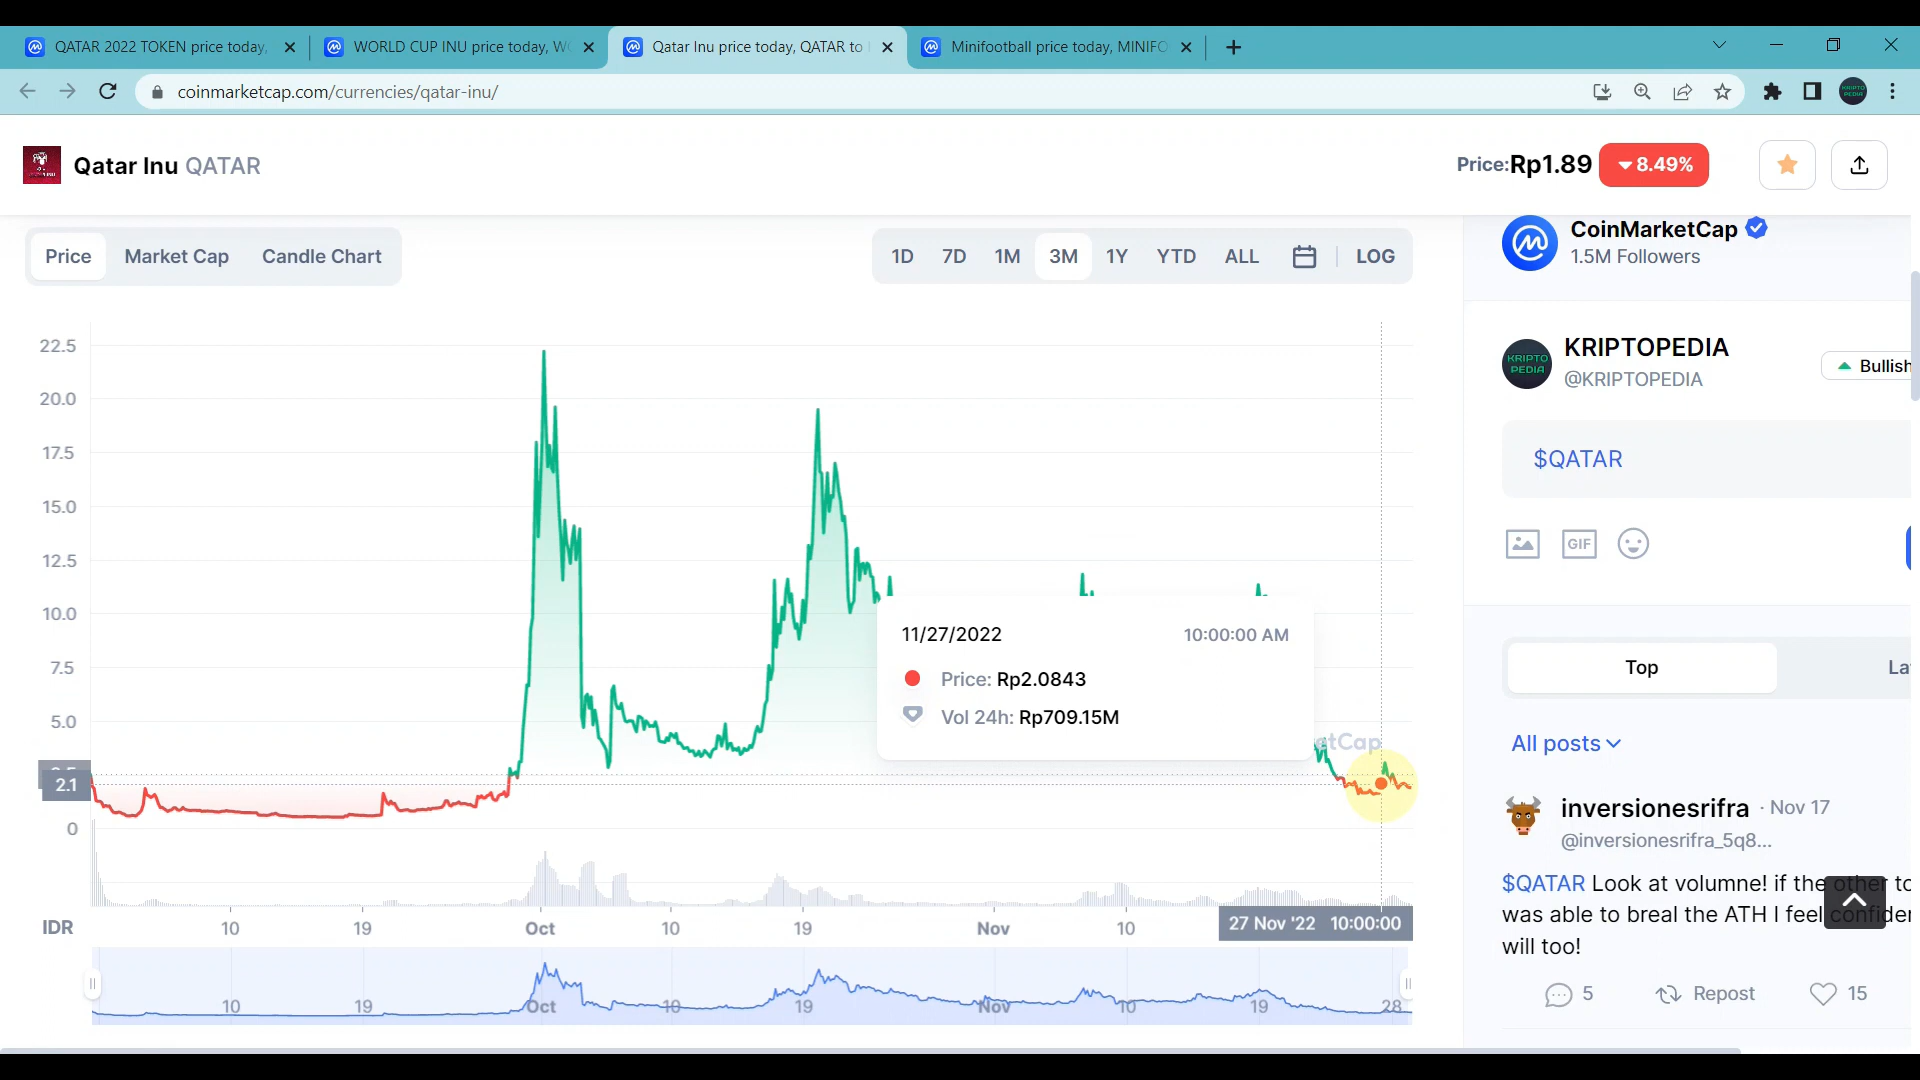 QATAR 2022 TOKEN price today,
WORLD CUP INU price today, W
Qatar Inu price today, QATAR to
Minifootball price today, MINIFO
coinmarketcap.com/currencies/qatar-inu/
Qatar Inu QATAR
Price:Rp1.89
8.49%
Price
Market Cap
Candle Chart
1D
7D
1M
3M
1Y
YTD
ALL
LOG
22.5
20.0
17.5
15.0
12.5
10.0
7.5
5.0
2.1
0
11/27/2022
10:00:00 AM
Price: Rp2.0843
Vol 24h: Rp709.15M
etCap
IDR
10
19
Oct
10
19
Nov
10
27 Nov '22 10:00:00
10
19
Oct
10
19
Nov
10
19
28
CoinMarketCap
1.5M Followers
KRIPTO
PEDIA
KRIPTOPEDIA
@KRIPTOPEDIA
Bullish
$QATAR
GIF
Top
La
All posts
inversionesrifra · Nov 17
@inversionesrifra_5q8...
$QATAR Look at volumne! if the other to
was able to breal the ATH I feel confider
will too!
5
Repost
15